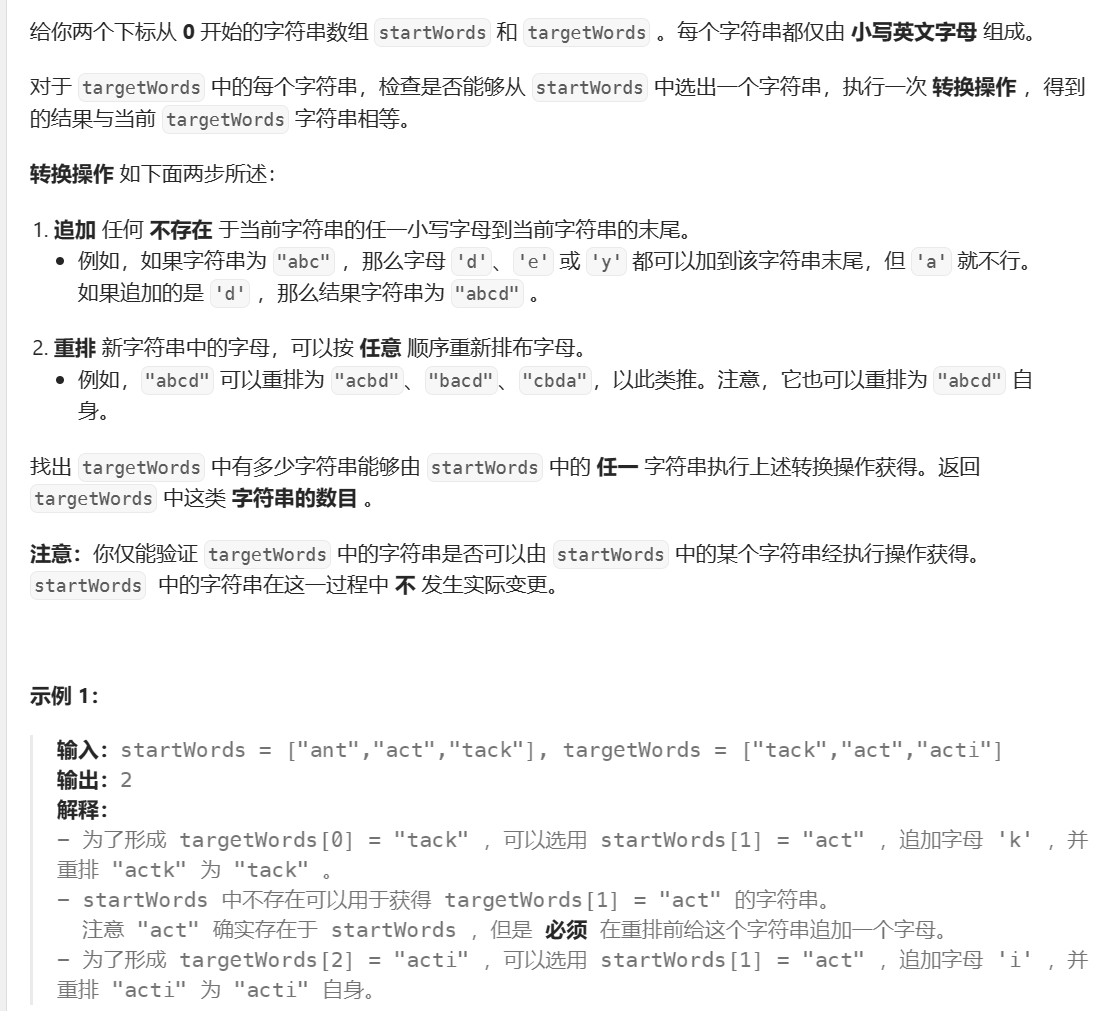 给你两个下标从 0 开始的字符串数组 startWords 和 targetWords 。每个字符串都仅由 小写英文字母 组成。
对于 targetWords 中的每个字符串，检查是否能够从 startWords 中选出一个字符串，执行一次 转换操作 ，得到
的结果与当前 targetWords 字符串相等。
转换操作 如下面两步所述：
1. 追加 任何 不存在 于当前字符串的任一小写字母到当前字符串的末尾。
• 例如，如果字符串为 "abc" ，那么字母 'd'、'e' 或 'y' 都可以加到该字符串末尾，但 'a' 就不行。
如果追加的是 'd' ，那么结果字符串为 "abcd" 。
2. 重排 新字符串中的字母，可以按 任意 顺序重新排布字母。
• 例如，"abcd" 可以重排为 "acbd"、"bacd"、"cbda"，以此类推。注意，它也可以重排为 "abcd" 自
身。
找出 targetWords 中有多少字符串能够由 startWords 中的 任一 字符串执行上述转换操作获得。返回
targetWords 中这类 字符串的数目 。
注意：你仅能验证 targetWords 中的字符串是否可以由 startWords 中的某个字符串经执行操作获得。
startWords 中的字符串在这一过程中 不 发生实际变更。
示例 1：
输入：startWords = ["ant","act","tack"], targetWords = ["tack","act","acti"]
输出：2
解释：
- 为了形成 targetWords[0] = "tack" ，可以选用 startWords[1] = "act" ，追加字母 'k' ，并
重排 "actk" 为 "tack" 。
- startWords 中不存在可以用于获得 targetWords[1] = "act" 的字符串。
注意 "act" 确实存在于 startWords ，但是 必须 在重排前给这个字符串追加一个字母。
- 为了形成 targetWords[2] = "acti" ，可以选用 startWords[1] = "act" ，追加字母 'i' ，并
重排 "acti" 为 "acti" 自身。